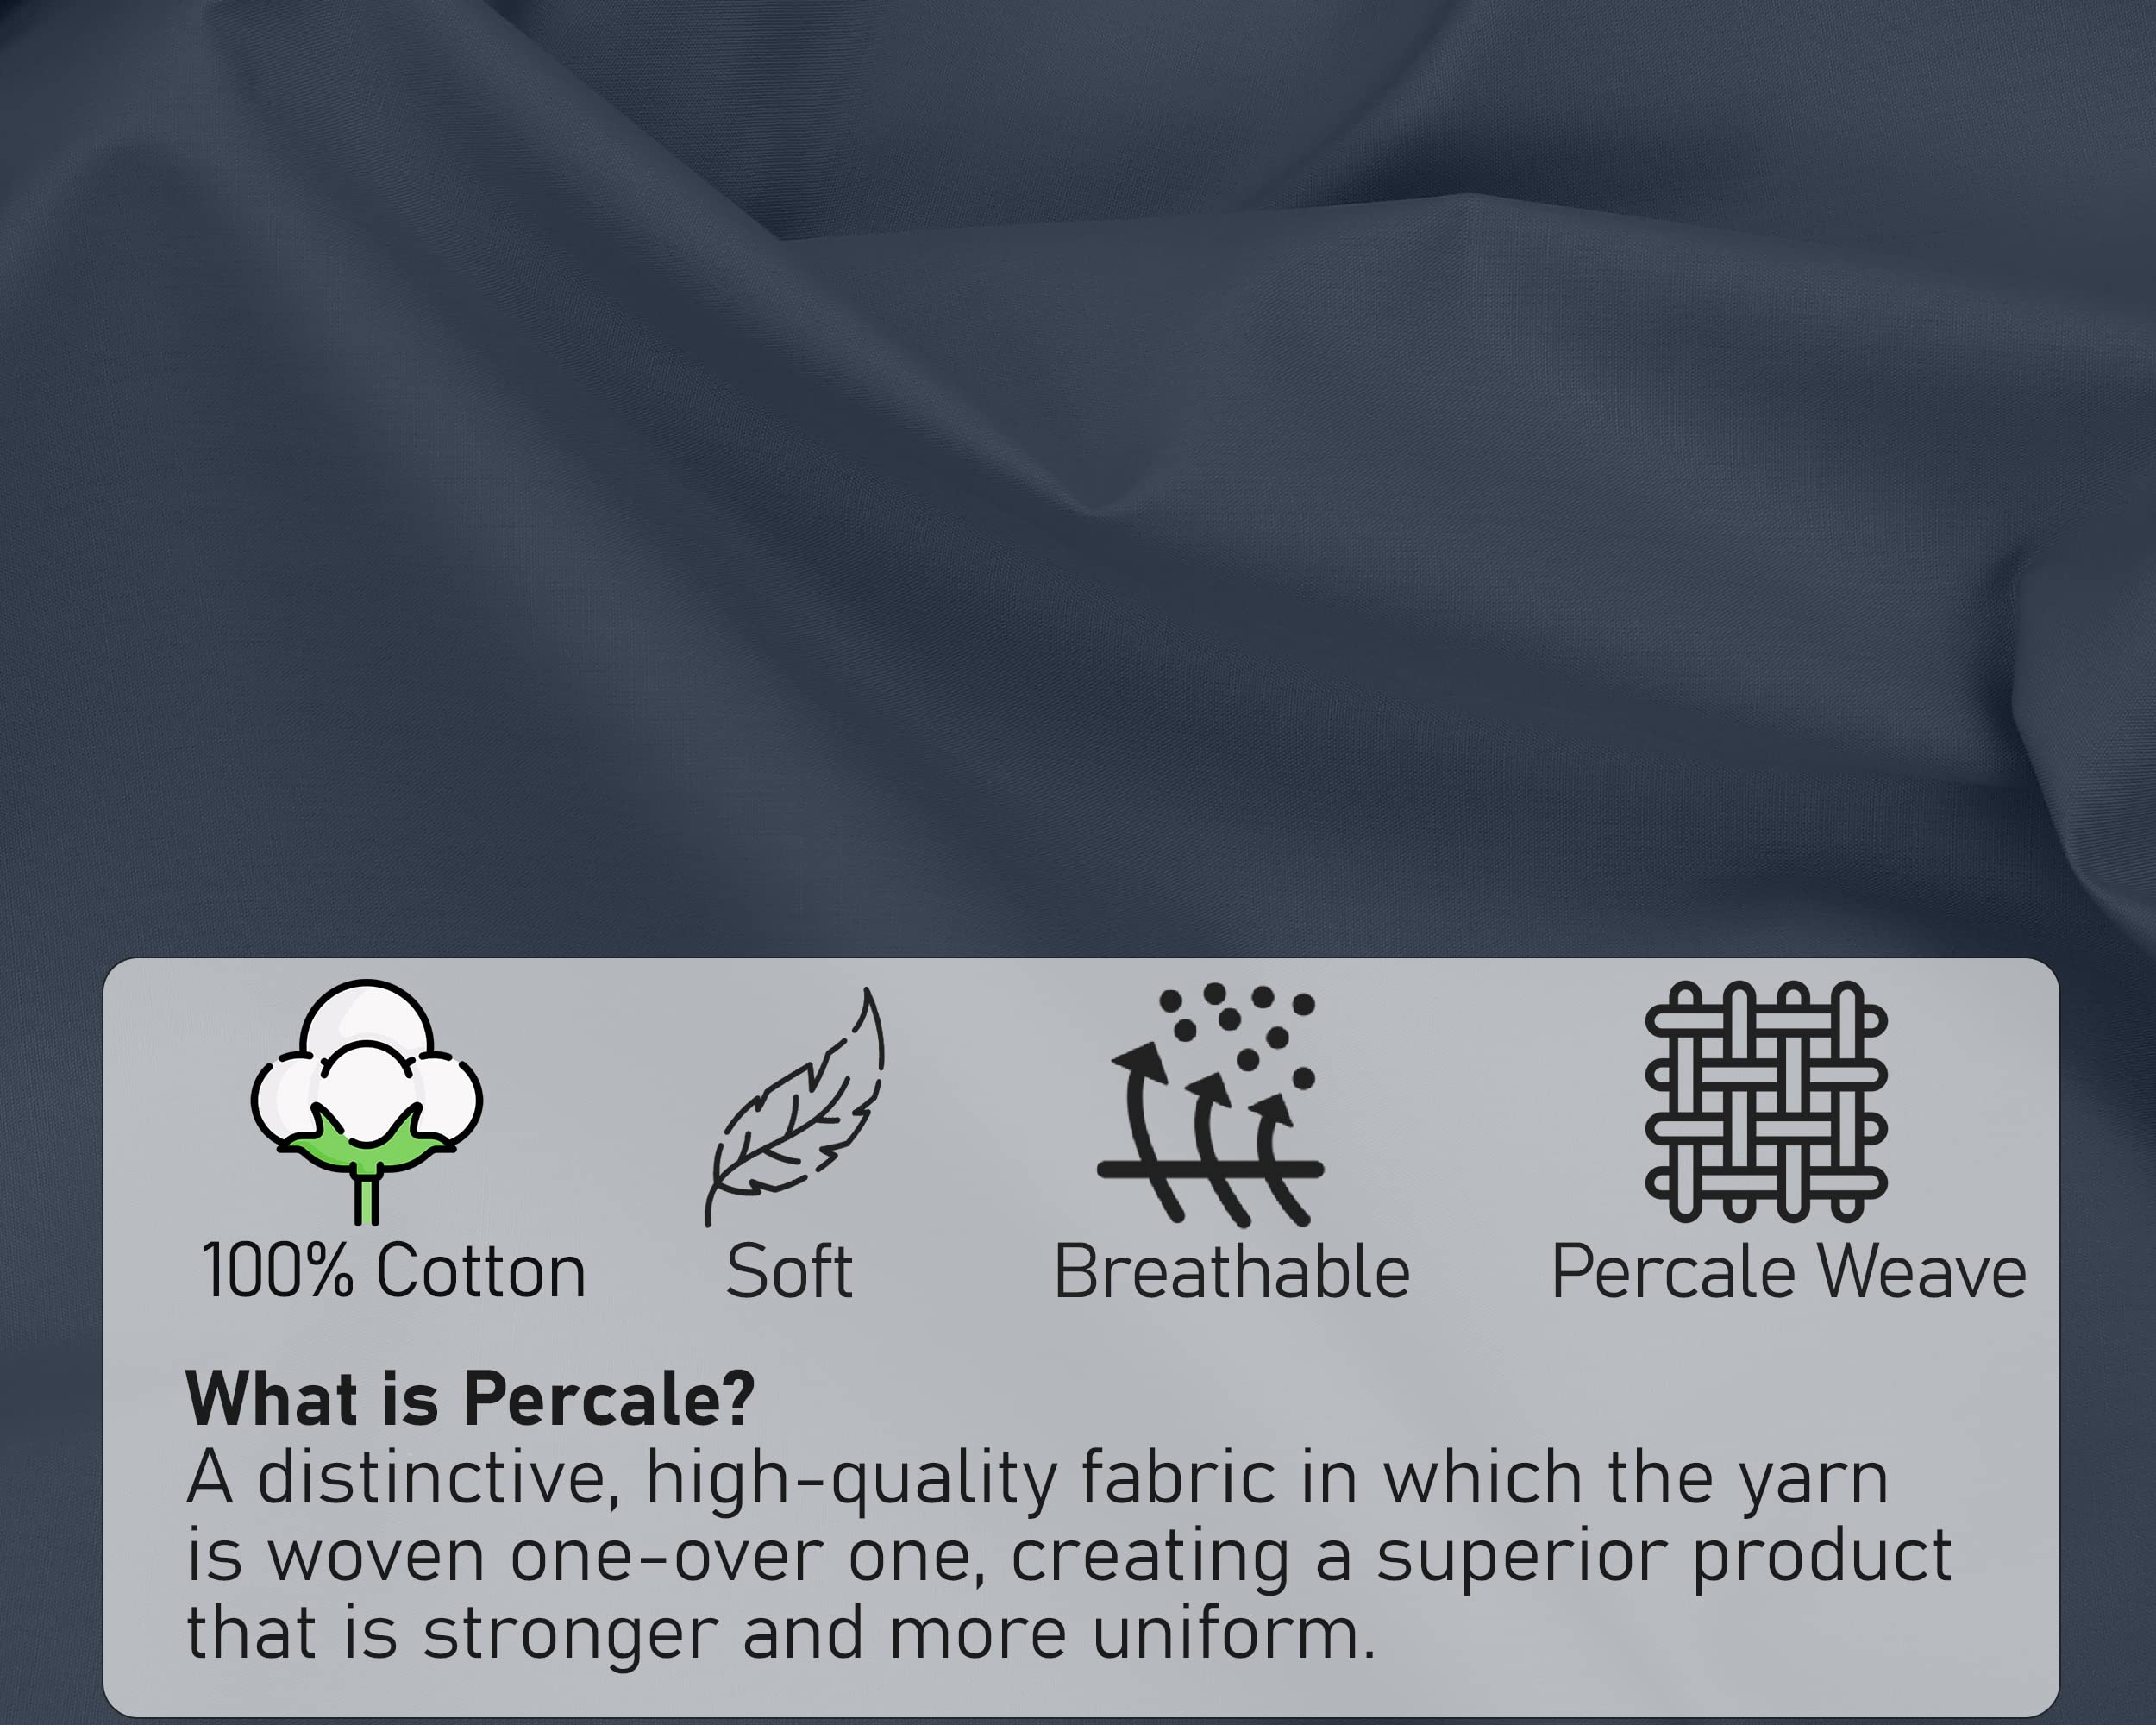 100% Cotton
Soft
Breathable
Percale Weave
What is Percale?
A distinctive, high-quality fabric in which the yarn
is woven one-over one, creating a superior product
that is stronger and more uniform.